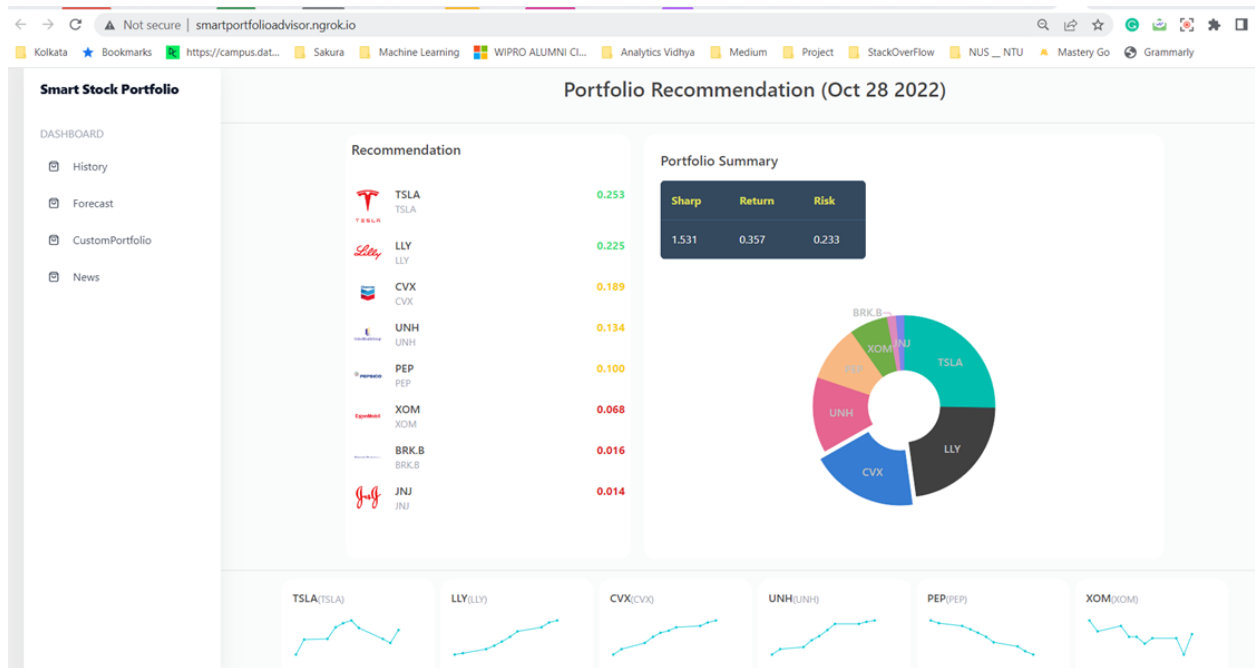 Not secure | smartportfolioadvisor.ngrok.io
Kolkata Bookmarks https://campus.dat... Sakura Machine Learning WIPRO ALUMNI Cl... Analytics Vidhya Medium Project StackOverFlow NUS __ NTU Mastery Go Grammarly
Smart Stock Portfolio
DASHBOARD
History
Forecast
CustomPortfolio
News
Portfolio Recommendation (Oct 28 2022)
Recommendation
TESLA
TSLA 0.253
TSLA
Lilly
LLY 0.225
LLY
CVX 0.189
CVX
UNH 0.134
UNH
PEPSICO
PEP 0.100
PEP
ExxonMobil
XOM 0.068
XOM
BRK.B 0.016
BRK.B
J&J
JNJ 0.014
JNJ
Portfolio Summary
Sharp Return Risk
1.531 0.357 0.233
BRK.B
JNJ
XOM
TSLA
PEP
UNH
LLY
CVX
TSLA(TSLA) LLY(LLY) CVX(CVX) UNH(UNH) PEP(PEP) XOM(XOM)